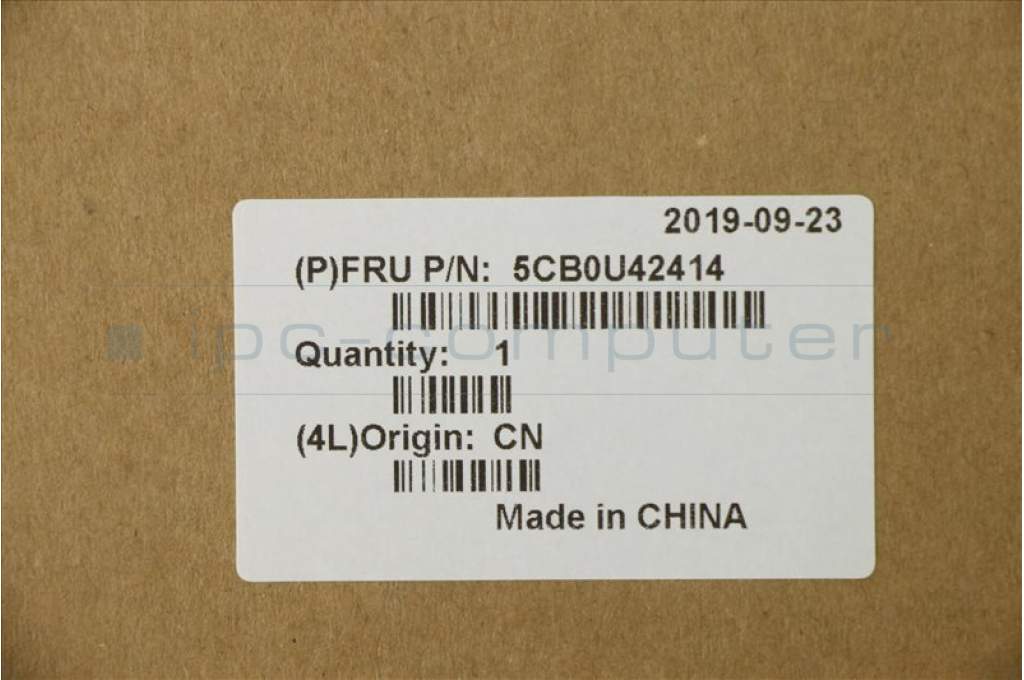 2019-09-23
(P)FRU P/N: 5CB0U42414
ipc-computer
Quantity: 1
(4L)Origin: CN
Made in CHINA